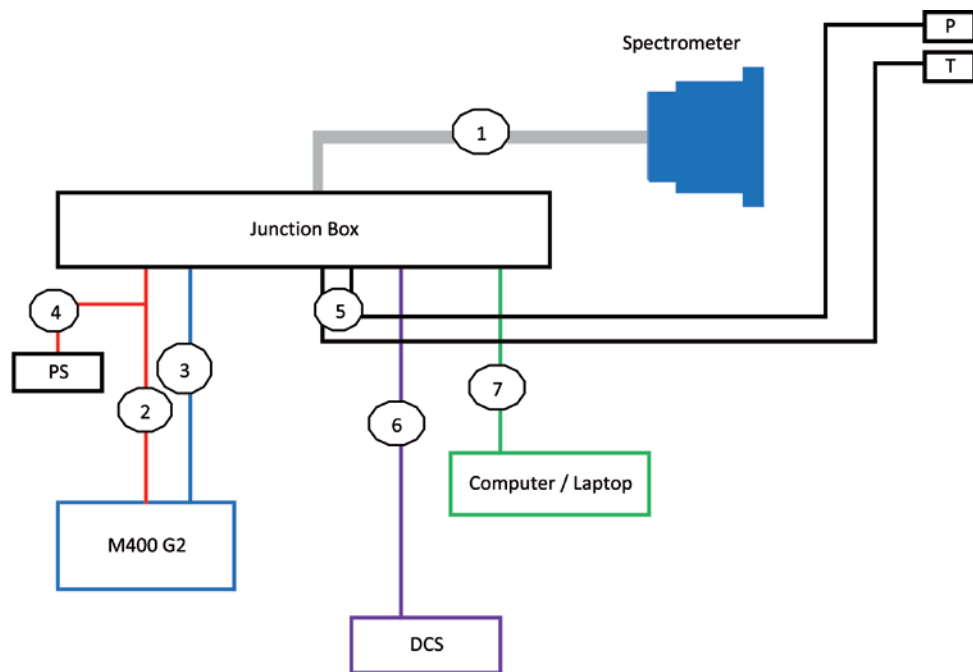 P
Spectrometer
T
1
Junction Box
4
5
3
PS
7
2
6
Computer / Laptop
M400 G2
DCS